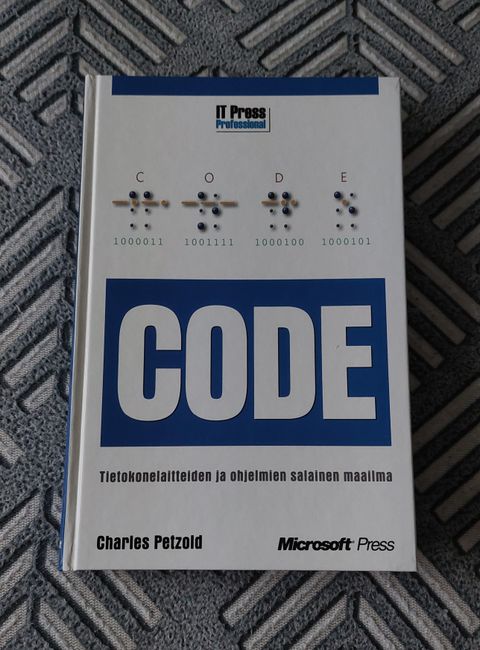 IT Press
Professional
C O D E
1000011 1001111 1000100 1000101
CODE
Tietokonelaitteiden ja ohjelmien salainen maailma
Charles Petzold
Microsoft Press